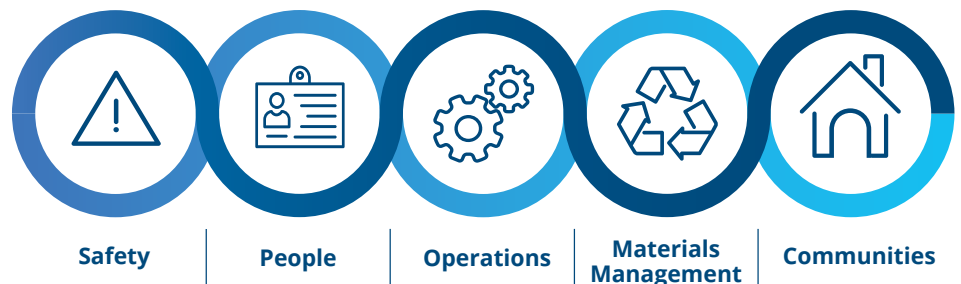 Safety
People
Operations
Materials
Management
Communities